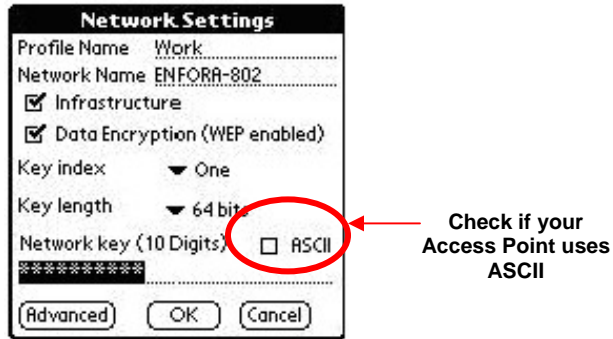 Network Settings
Profile Name Work
Network Name ENFORA-802
Infrastructure
Data Encryption (WEP enabled)
Key index One
Key length 64 bits
Network key (10 Digits) ASCII
**********
Advanced OK Cancel
Check if your
Access Point uses
ASCII